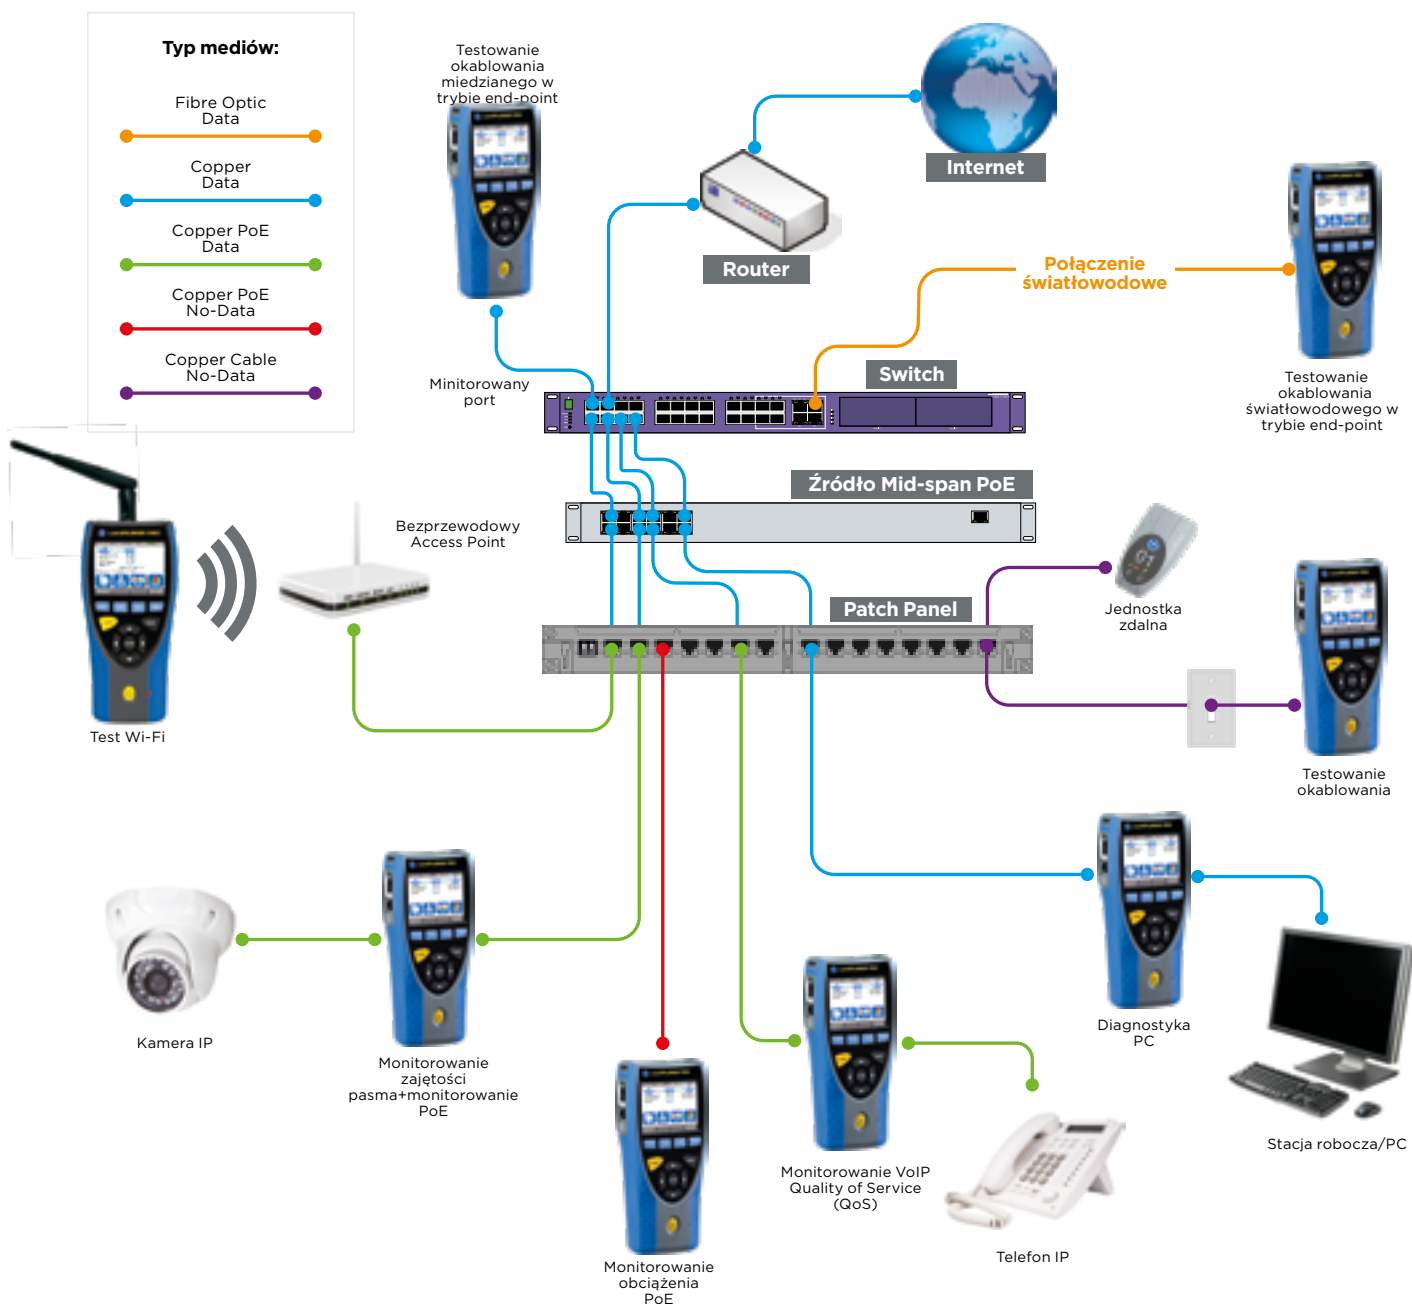 Typ mediów:
Fibre Optic
Data
Copper
Data
Copper PoE
Data
Copper PoE
No-Data
Copper Cable
No-Data
Testowanie
okablowania
miedzianego w
trybie end-point
Internet
Router
Połączenie
światłowodowe
Testowanie
okablowania
światłowodowego w
trybie end-point
Switch
Minitorowany
port
Źródło Mid-span PoE
Bezprzewodowy
Access Point
Patch Panel
01
Jednostka
zdalna
Test Wi-Fi
Testowanie
okablowania
Kamera IP
Monitorowanie
zajętości
pasma+monitorowanie
PoE
Diagnostyka
PC
Stacja robocza/PC
Monitorowanie VoIP
Quality of Service
(QoS)
Telefon IP
Monitorowanie
obciążenia
PoE